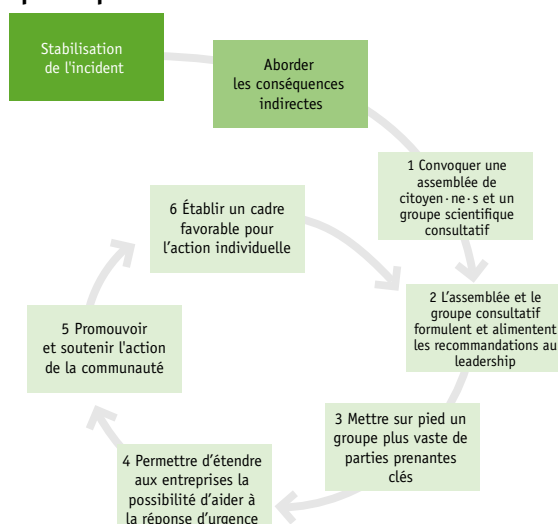 Stabilisation
de l'incident
Aborder
les conséquences
indirectes
1 Convoquer une
assemblée de
citoyen·ne·s et un
groupe scientifique
consultatif
2 L’assemblée et le
groupe consultatif
formulent et alimentent
les recommandations au
leadership
3 Mettre sur pied un
groupe plus vaste de
parties prenantes
clés
4 Permettre d’étendre
aux entreprises la
possibilité d’aider à
la réponse d’urgence
5 Promouvoir
et soutenir l'action
de la communauté
6 Établir un cadre
favorable pour
l’action individuelle